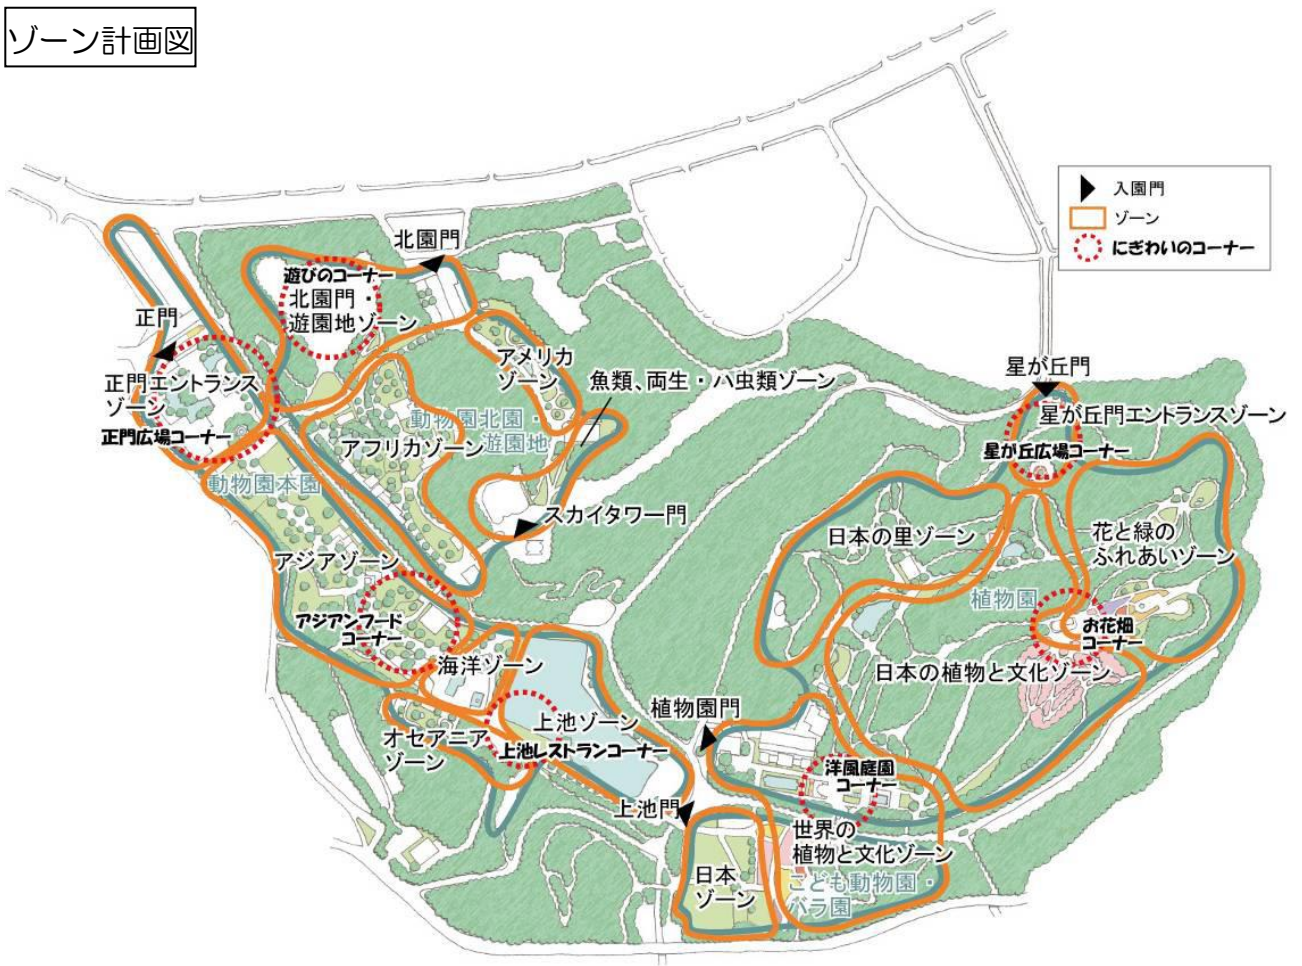 ゾーン計画図
入園門
ゾーン
にぎわいのコーナー
北園門
遊びのコーナー
北園門・
遊園地ゾーン
正門
正門エントランス
ゾーン
正門広場コーナー
アメリカ
ゾーン
魚類、両生・ハ虫類ゾーン
動物園北園・
遊園地
アフリカゾーン
動物園本園
スカイタワー門
アジアゾーン
アジアンフード
コーナー
海洋ゾーン
オセアニア
ゾーン
上池ゾーン
上池レストランコーナー
上池門
植物園門
星が丘門
星が丘門エントランスゾーン
星が丘広場コーナー
日本の里ゾーン
花と緑の
ふれあいゾーン
植物園
お花畑
コーナー
日本の植物と文化ゾーン
洋風庭園
コーナー
世界の
植物と文化ゾーン
日本
ゾーン
こども動物園・
バラ園